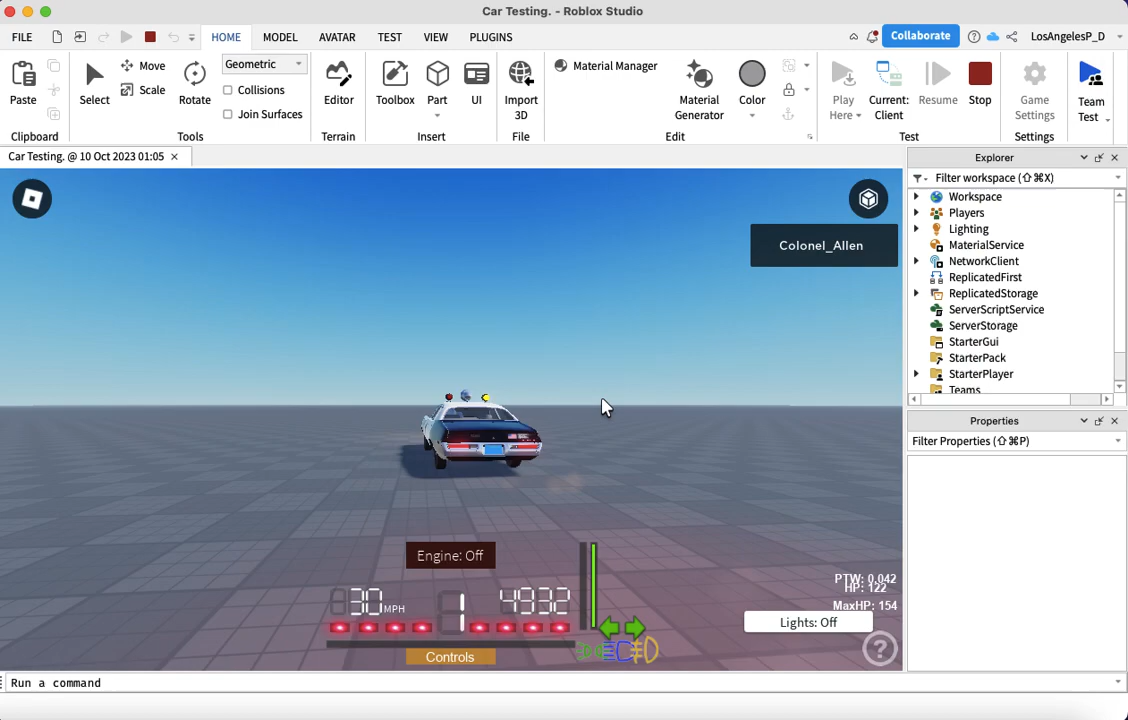 Car Testing. - Roblox Studio
FILE
HOME MODEL AVATAR TEST VIEW PLUGINS
Collaborate
LosAngelesP_D
Paste
Select
Move
Scale
Rotate
Geometric
Collisions
Join Surfaces
Editor
Toolbox
Part
UI
Import
3D
Material Manager
Material
Generator
Color
Play
Here
Current:
Client
Resume
Stop
Game
Settings
Team
Test
Clipboard Tools Terrain Insert File Edit Test Settings
Car Testing. @ 10 Oct 2023 01:05
Colonel_Allen
Engine: Off
30 MPH
1
4932
Controls
PTW: 0.042
HP: 122
MaxHP: 154
Lights: Off
?
Explorer
Filter workspace (⇧⌘X)
Workspace
Players
Lighting
MaterialService
NetworkClient
ReplicatedFirst
ReplicatedStorage
ServerScriptService
ServerStorage
StarterGui
StarterPack
StarterPlayer
Teams
Properties
Filter Properties (⇧⌘P)
Run a command